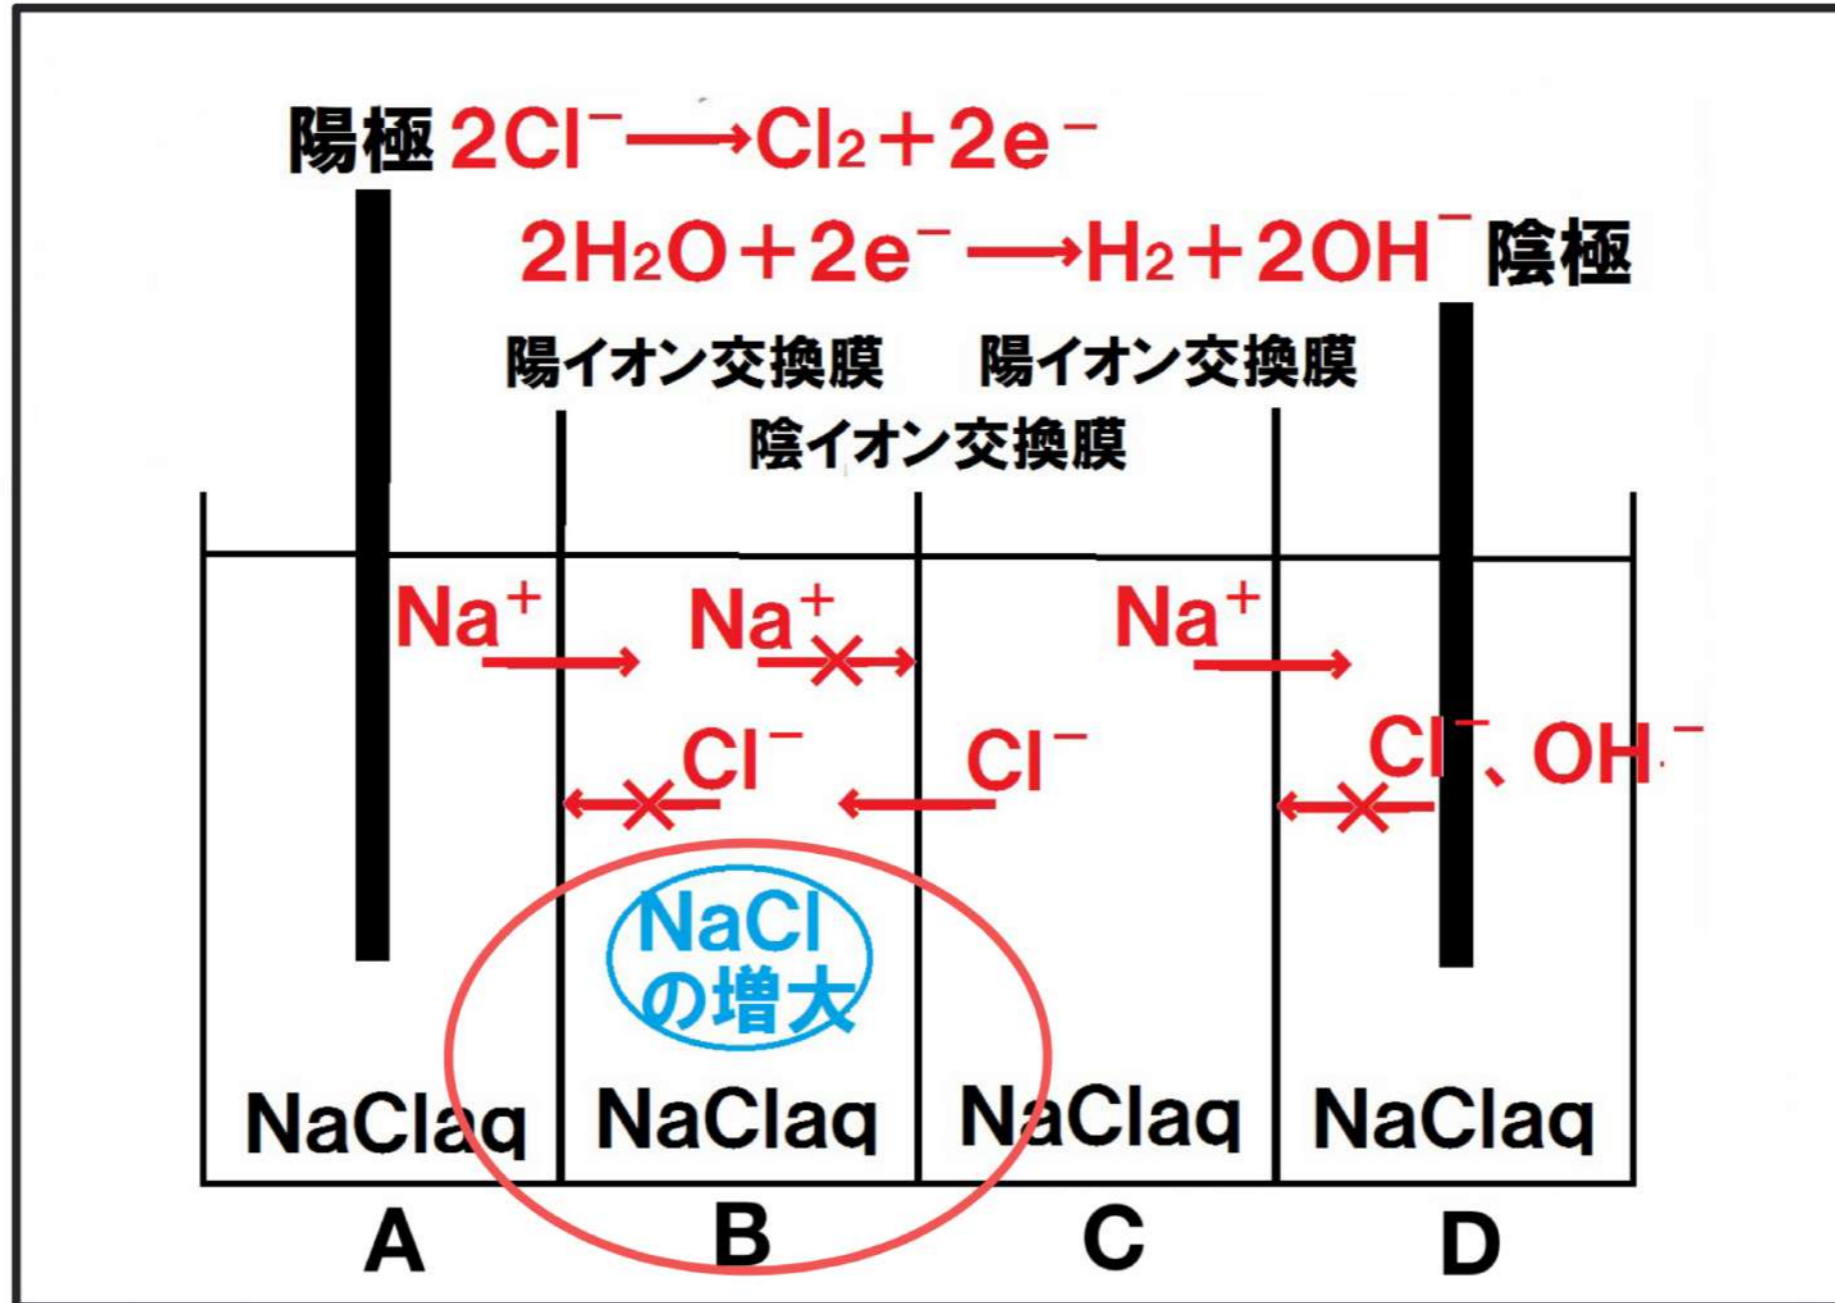 陽極 2Cl⁻→Cl₂+2e⁻
2H₂O+2e⁻→H₂+2OH⁻ 陰極
陽イオン交換膜 陽イオン交換膜
陰イオン交換膜
Na⁺ Na⁺ Na⁺
Cl⁻ Cl⁻ Cl⁻、OH⁻
NaCl
の増大
NaClaq NaClaq NaClaq NaClaq
A B C D